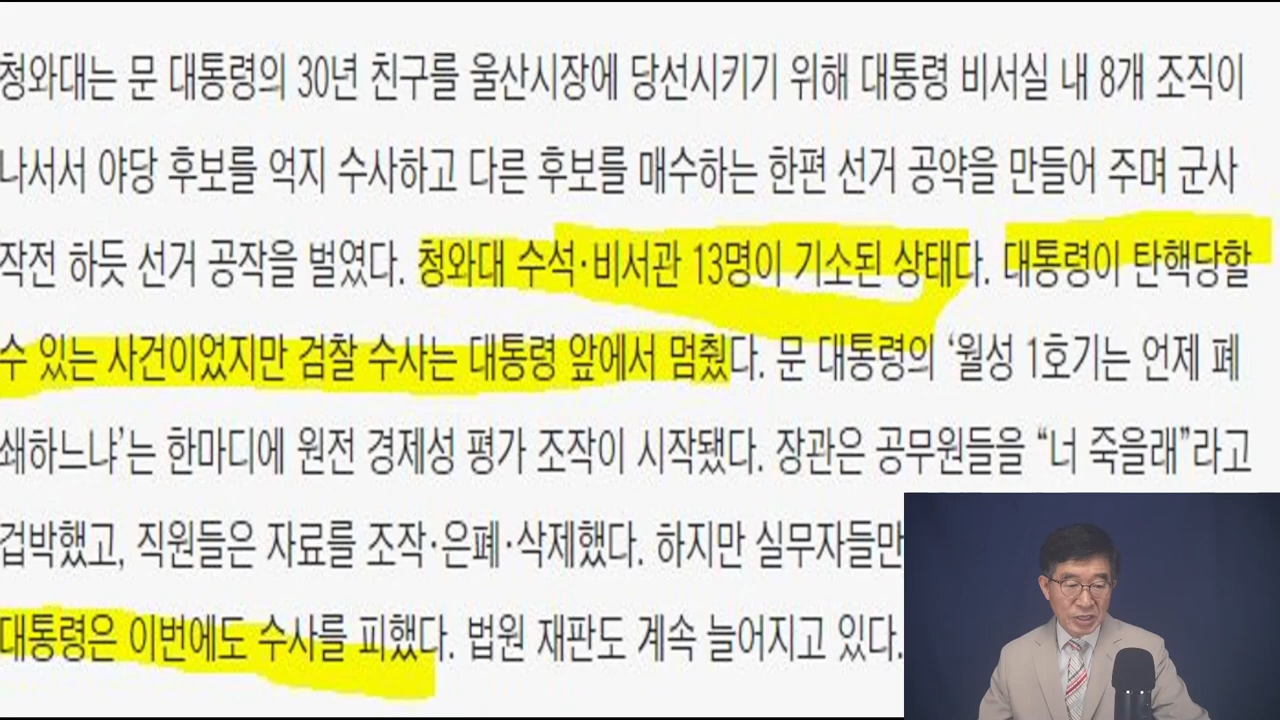 청와대는 문 대통령의 30년 친구를 울산시장에 당선시키기 위해 대통령 비서실 내 8개 조직이
나서서 야당 후보를 억지 수사하고 다른 후보를 매수하는 한편 선거 공약을 만들어 주며 군사
작전 하듯 선거 공작을 벌였다. 청와대 수석·비서관 13명이 기소된 상태다. 대통령이 탄핵당할
수 있는 사건이었지만 검찰 수사는 대통령 앞에서 멈췄다. 문 대통령의 ‘월성 1호기는 언제 폐
쇄하느냐’는 한마디에 원전 경제성 평가 조작이 시작됐다. 장관은 공무원들을 “너 죽을래”라고
겁박했고, 직원들은 자료를 조작·은폐·삭제했다. 하지만 실무자들만
대통령은 이번에도 수사를 피했다. 법원 재판도 계속 늘어지고 있다.